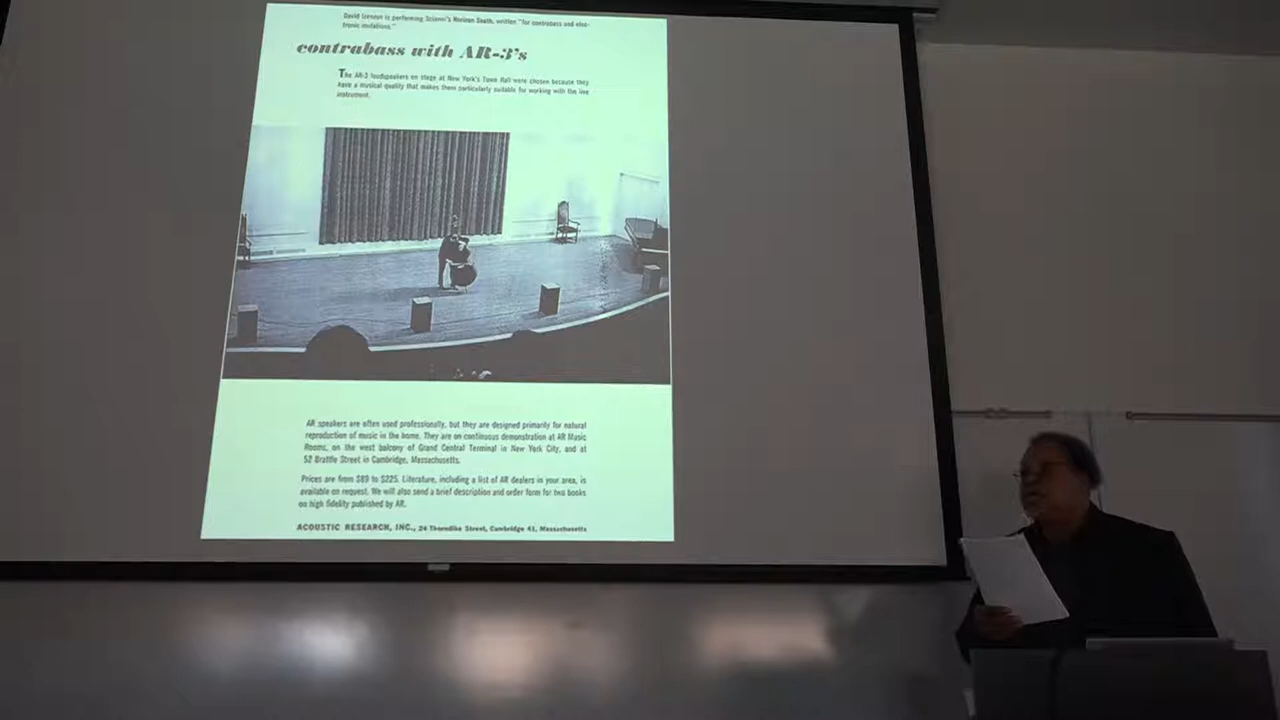 David Izenson is performing Sciann's Horizon South, written "for contrabass and elec-
tronic mutations."
contrabass with AR-3's
The AR-3 loudspeakers on stage at New York's Town Hall were chosen because they
have a musical quality that makes them particularly suitable for working with the live
instrument.
AR speakers are often used professionally, but they are designed primarily for natural
reproduction of music in the home. They are on continuous demonstration at AR Music
Rooms, on the west balcony of Grand Central Terminal in New York City, and at
52 Brattle Street in Cambridge, Massachusetts.
Prices are from $89 to $225. Literature, including a list of AR dealers in your area, is
available on request. We will also send a brief description and order form for two books
on high fidelity published by AR.
ACOUSTIC RESEARCH, INC., 24 Thorndike Street, Cambridge 41, Massachusetts